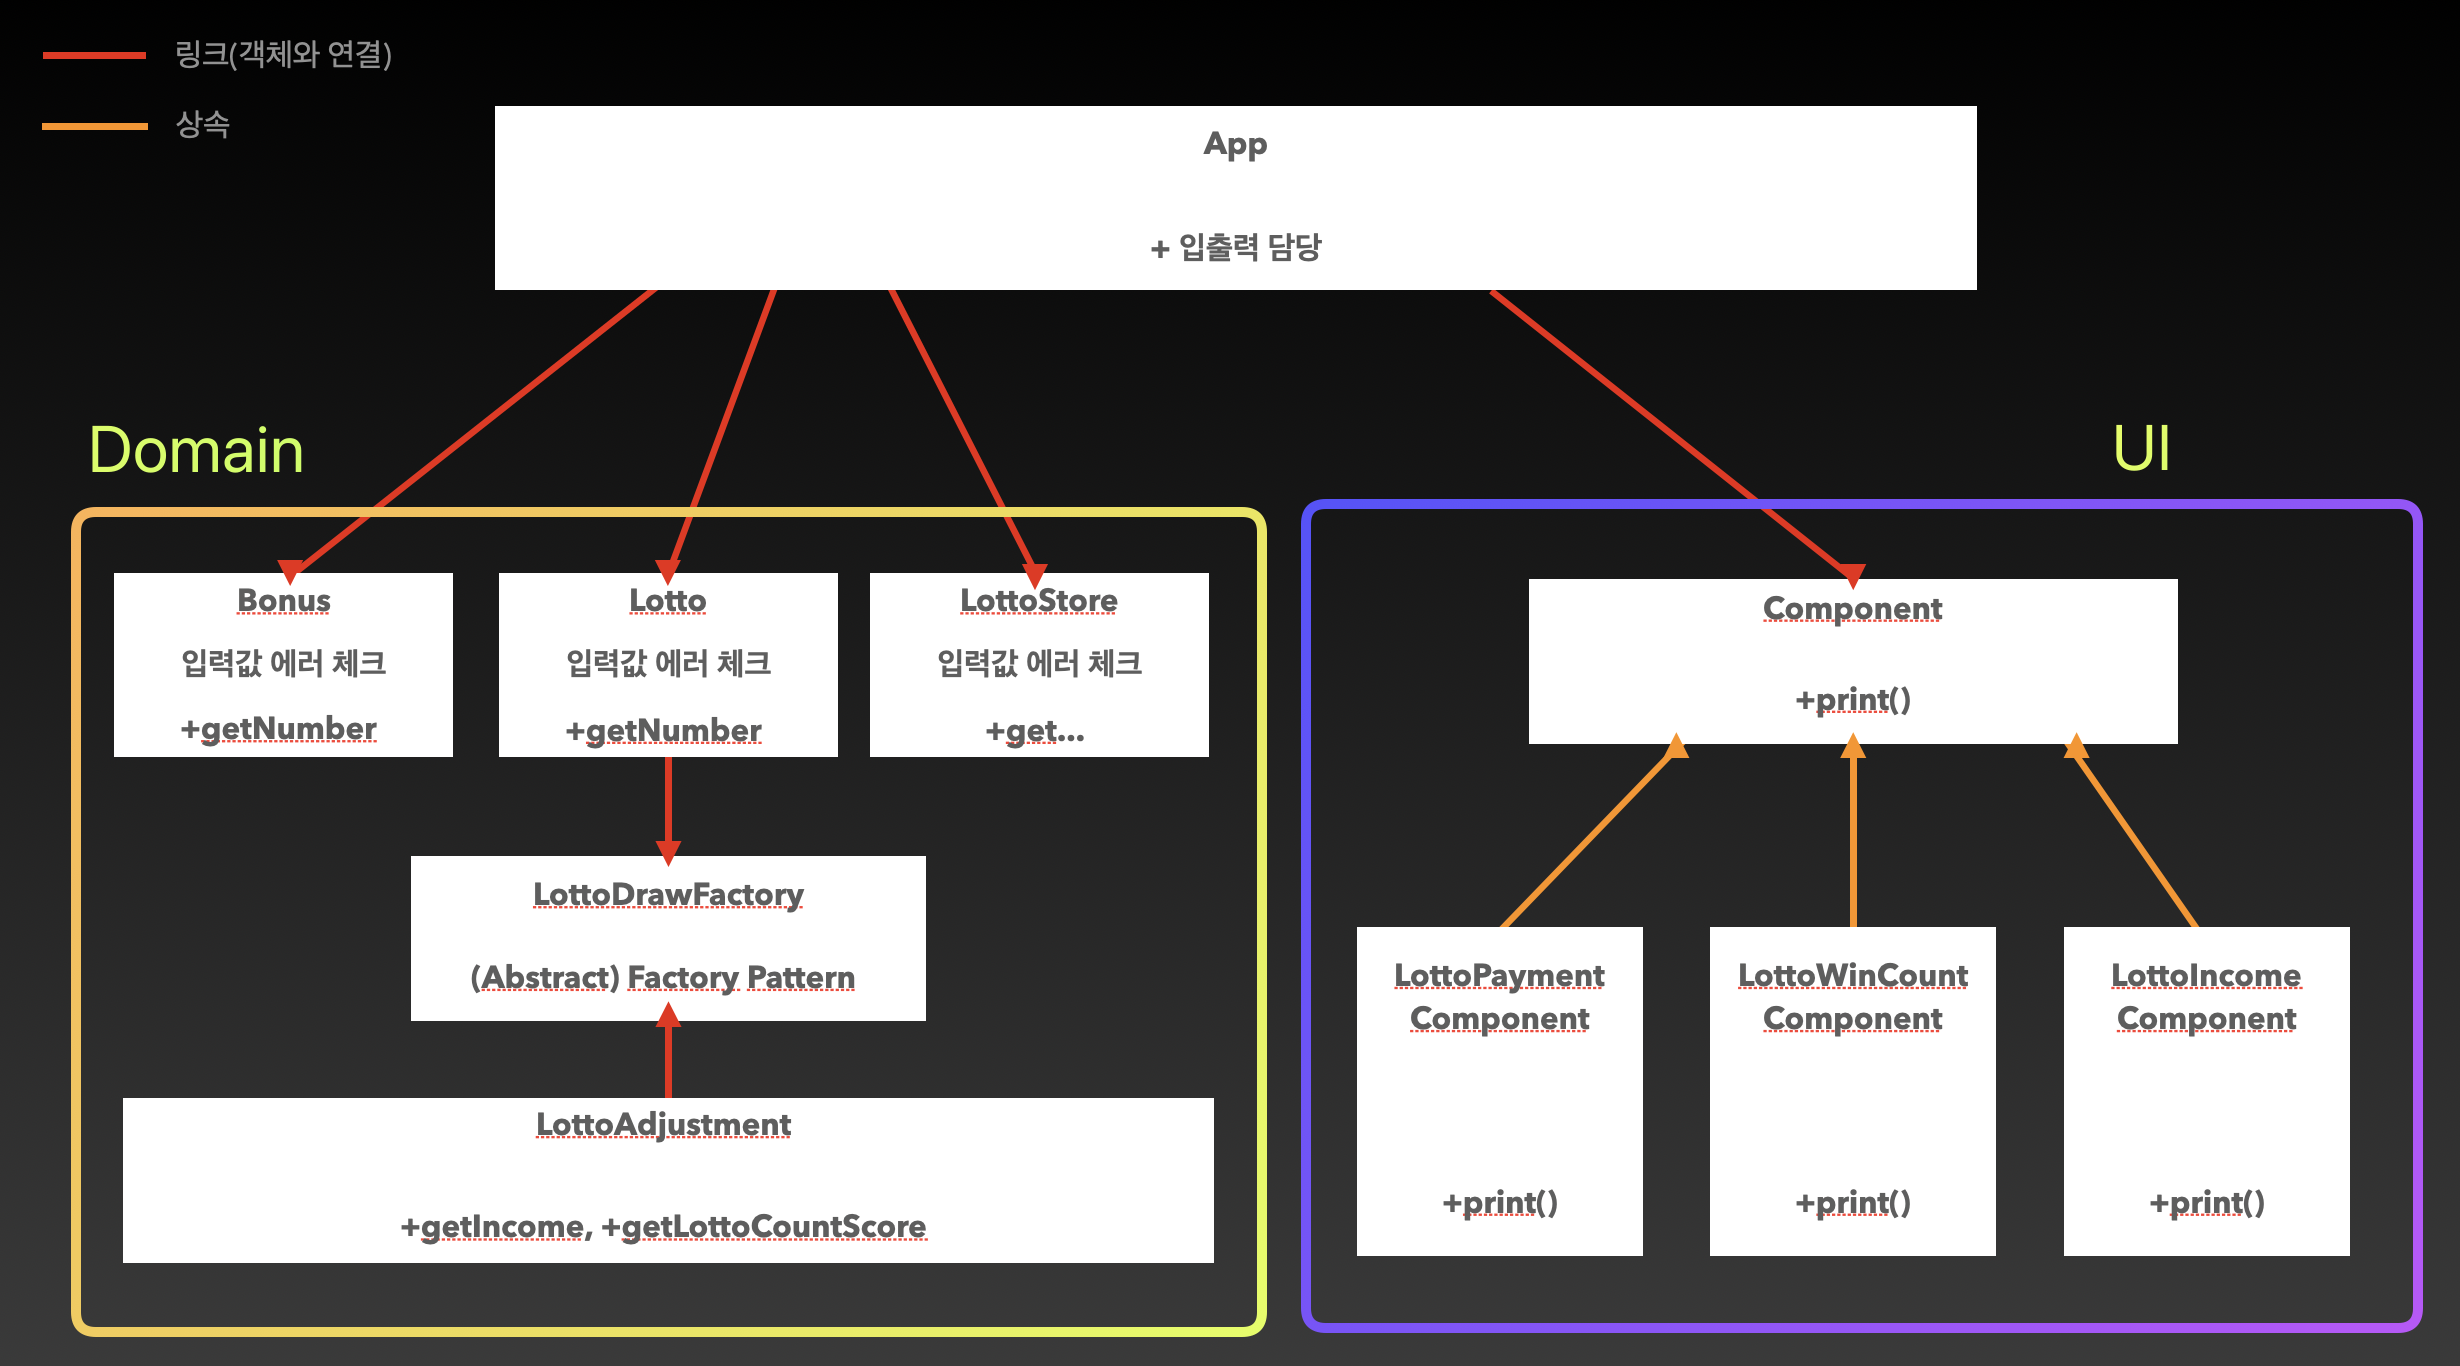 링크(객체와 연결)
상속
App
+ 입출력 담당
Domain
UI
Bonus
입력값 에러 체크
+getNumber
Lotto
입력값 에러 체크
+getNumber
LottoStore
입력값 에러 체크
+get...
LottoDrawFactory
(Abstract) Factory Pattern
LottoAdjustment
+getIncome, +getLottoCountScore
Component
+print()
LottoPayment
Component
+print()
LottoWinCount
Component
+print()
LottoIncome
Component
+print()